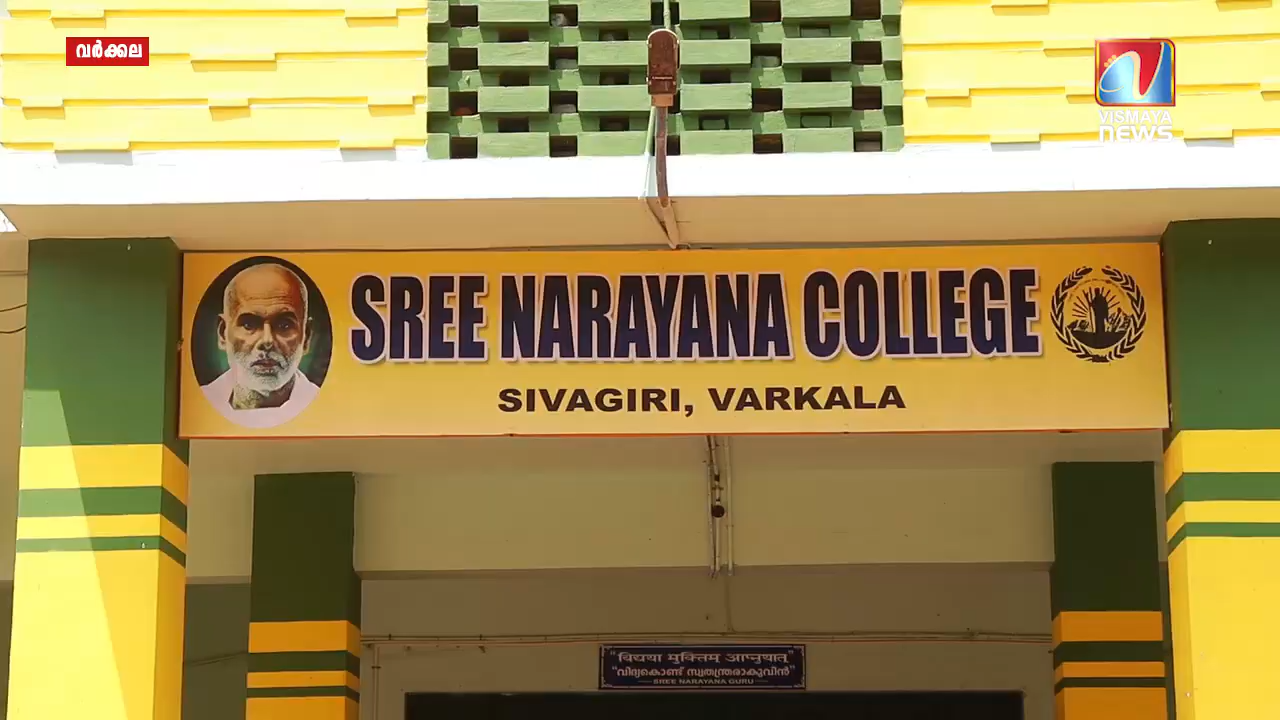 വർക്കല
VISMAYA
NEWS
SREE NARAYANA COLLEGE
SIVAGIRI, VARKALA
"विद्यया मुक्तिम् आप्नुयात्"
"വിദ്യകൊണ്ട് സ്വതന്ത്രരാകുവിൻ"
SREE NARAYANA GURU